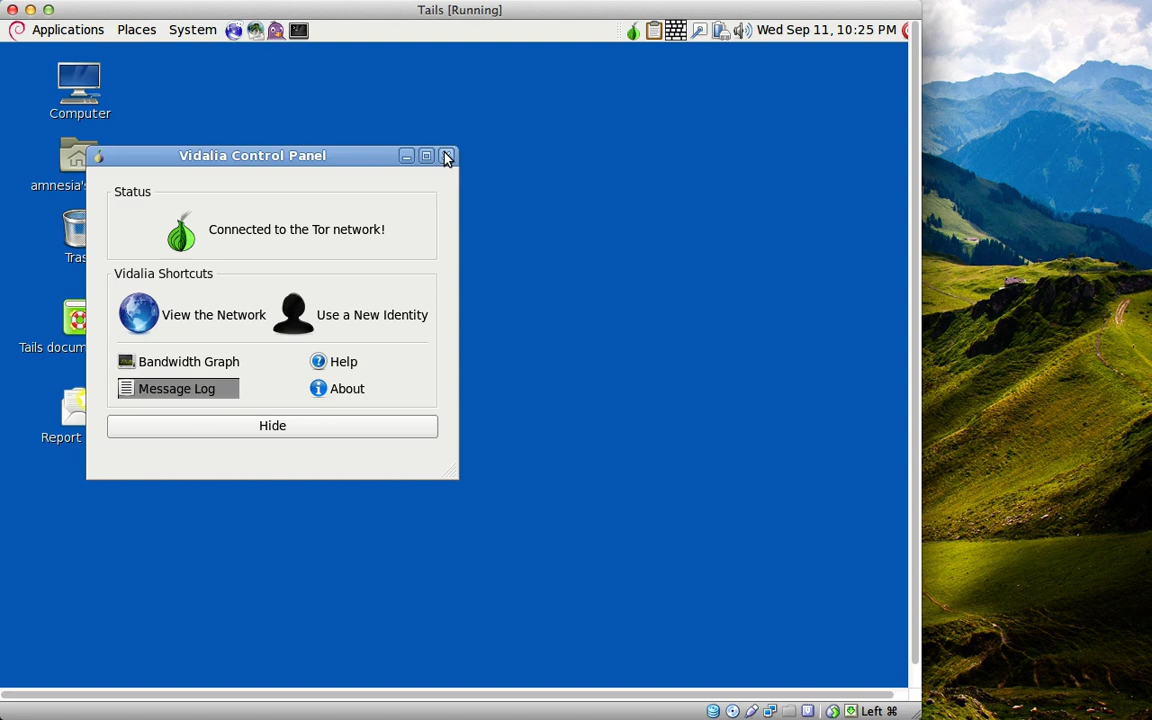 Tails [Running]
Applications Places System Wed Sep 11, 10:25 PM
Computer
amnesia's
Vidalia Control Panel
Status
Connected to the Tor network!
Vidalia Shortcuts
View the Network Use a New Identity
Bandwidth Graph Help
Message Log About
Hide
Tras
Tails docum
Report
Left ⌘